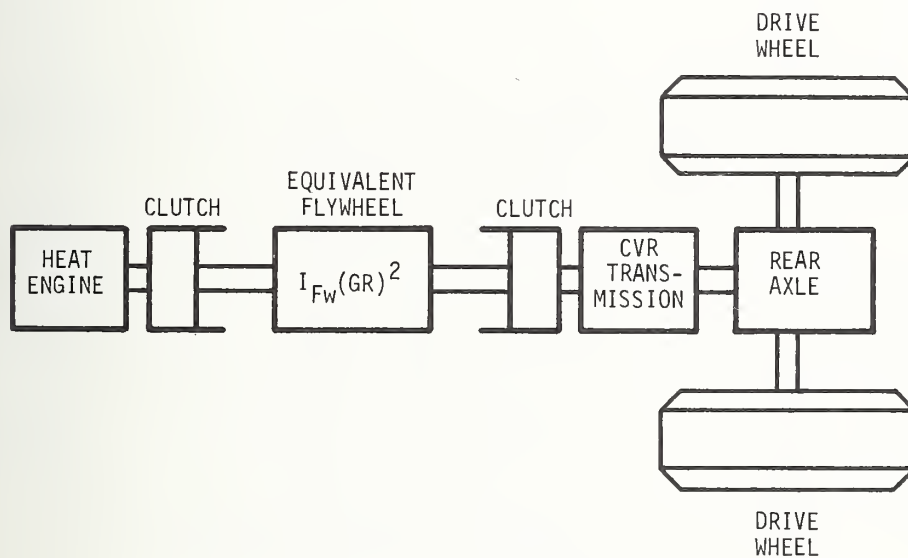 DRIVE
WHEEL
EQUIVALENT
FLYWHEEL
CLUTCH
CLUTCH
HEAT
ENGINE
I_Fw(GR)^2
CVR
TRANS-
MISSION
REAR
AXLE
DRIVE
WHEEL